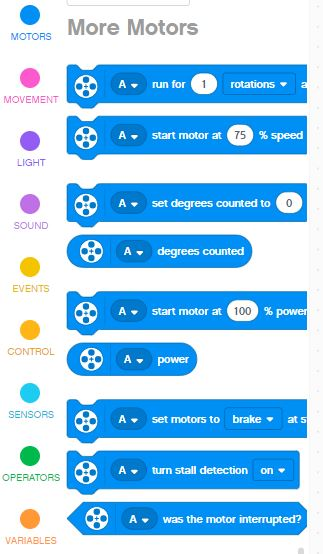 More Motors
MOTORS
A run for 1 rotations a
MOVEMENT
A start motor at 75 % speed
LIGHT
A set degrees counted to 0
SOUND
A degrees counted
EVENTS
A start motor at 100 % power
CONTROL
A power
SENSORS
A set motors to brake at s
OPERATORS
A turn stall detection on
VARIABLES
A was the motor interrupted?